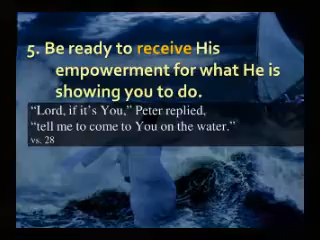 5. Be ready to receive His
empowerment for what He is
showing you to do.
“Lord, if it’s You,” Peter replied,
“tell me to come to You on the water.”
vs. 28